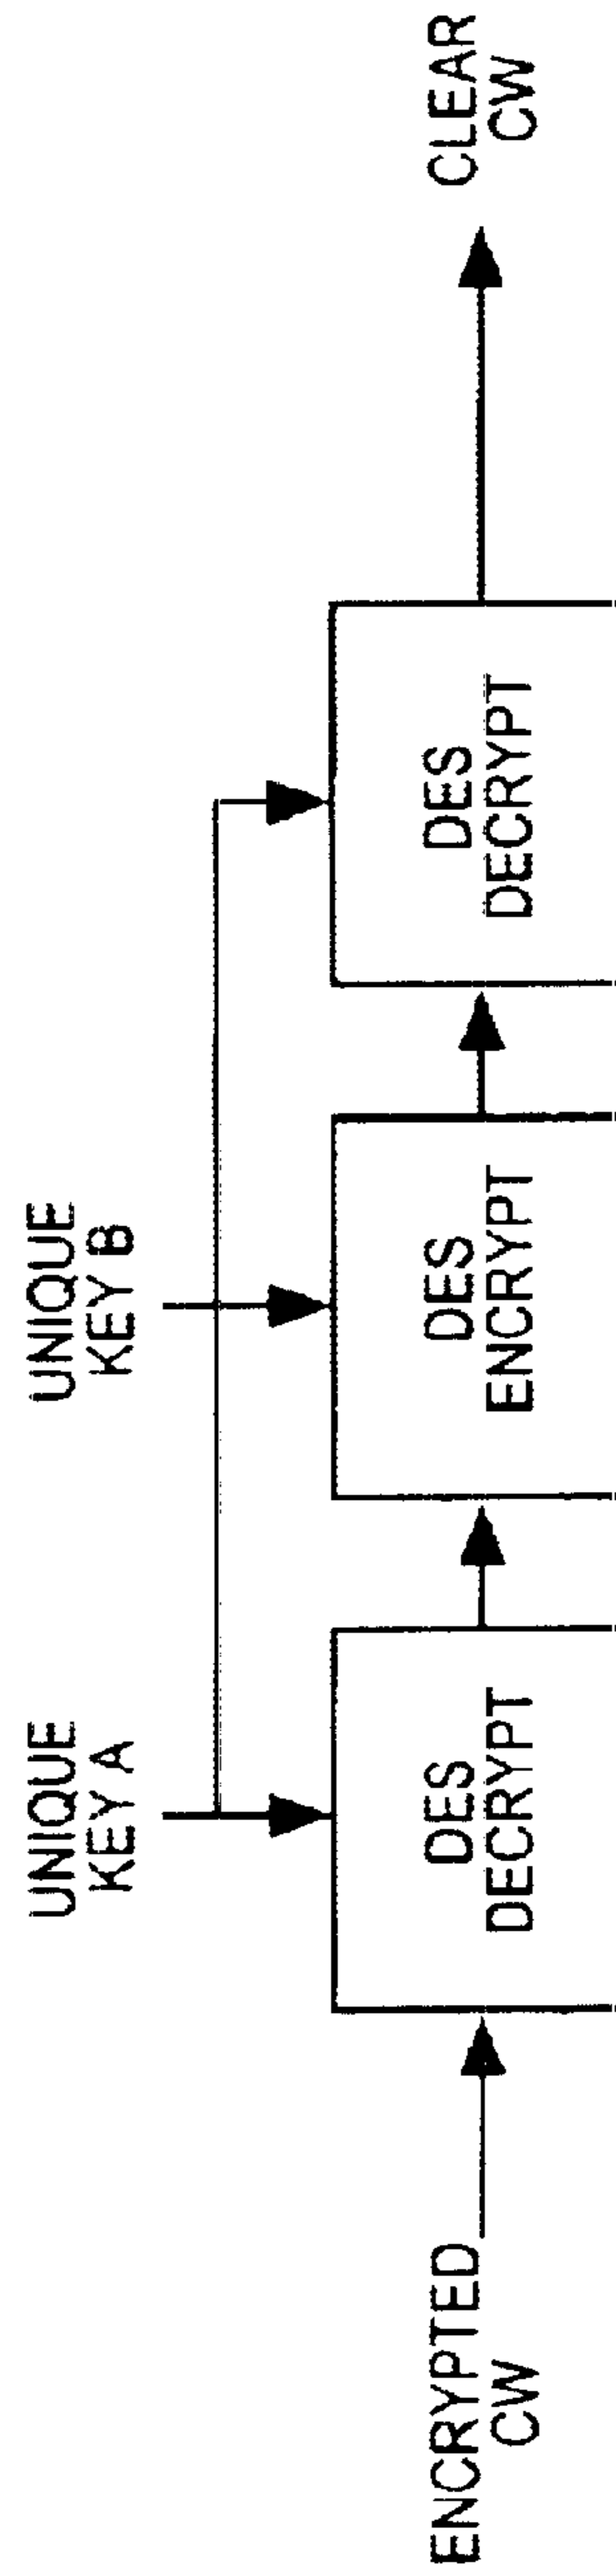 UNIQUE
KEY A
UNIQUE
KEY B
ENCRYPTED
CW
DES
DECRYPT
DES
ENCRYPT
DES
DECRYPT
CLEAR
CW